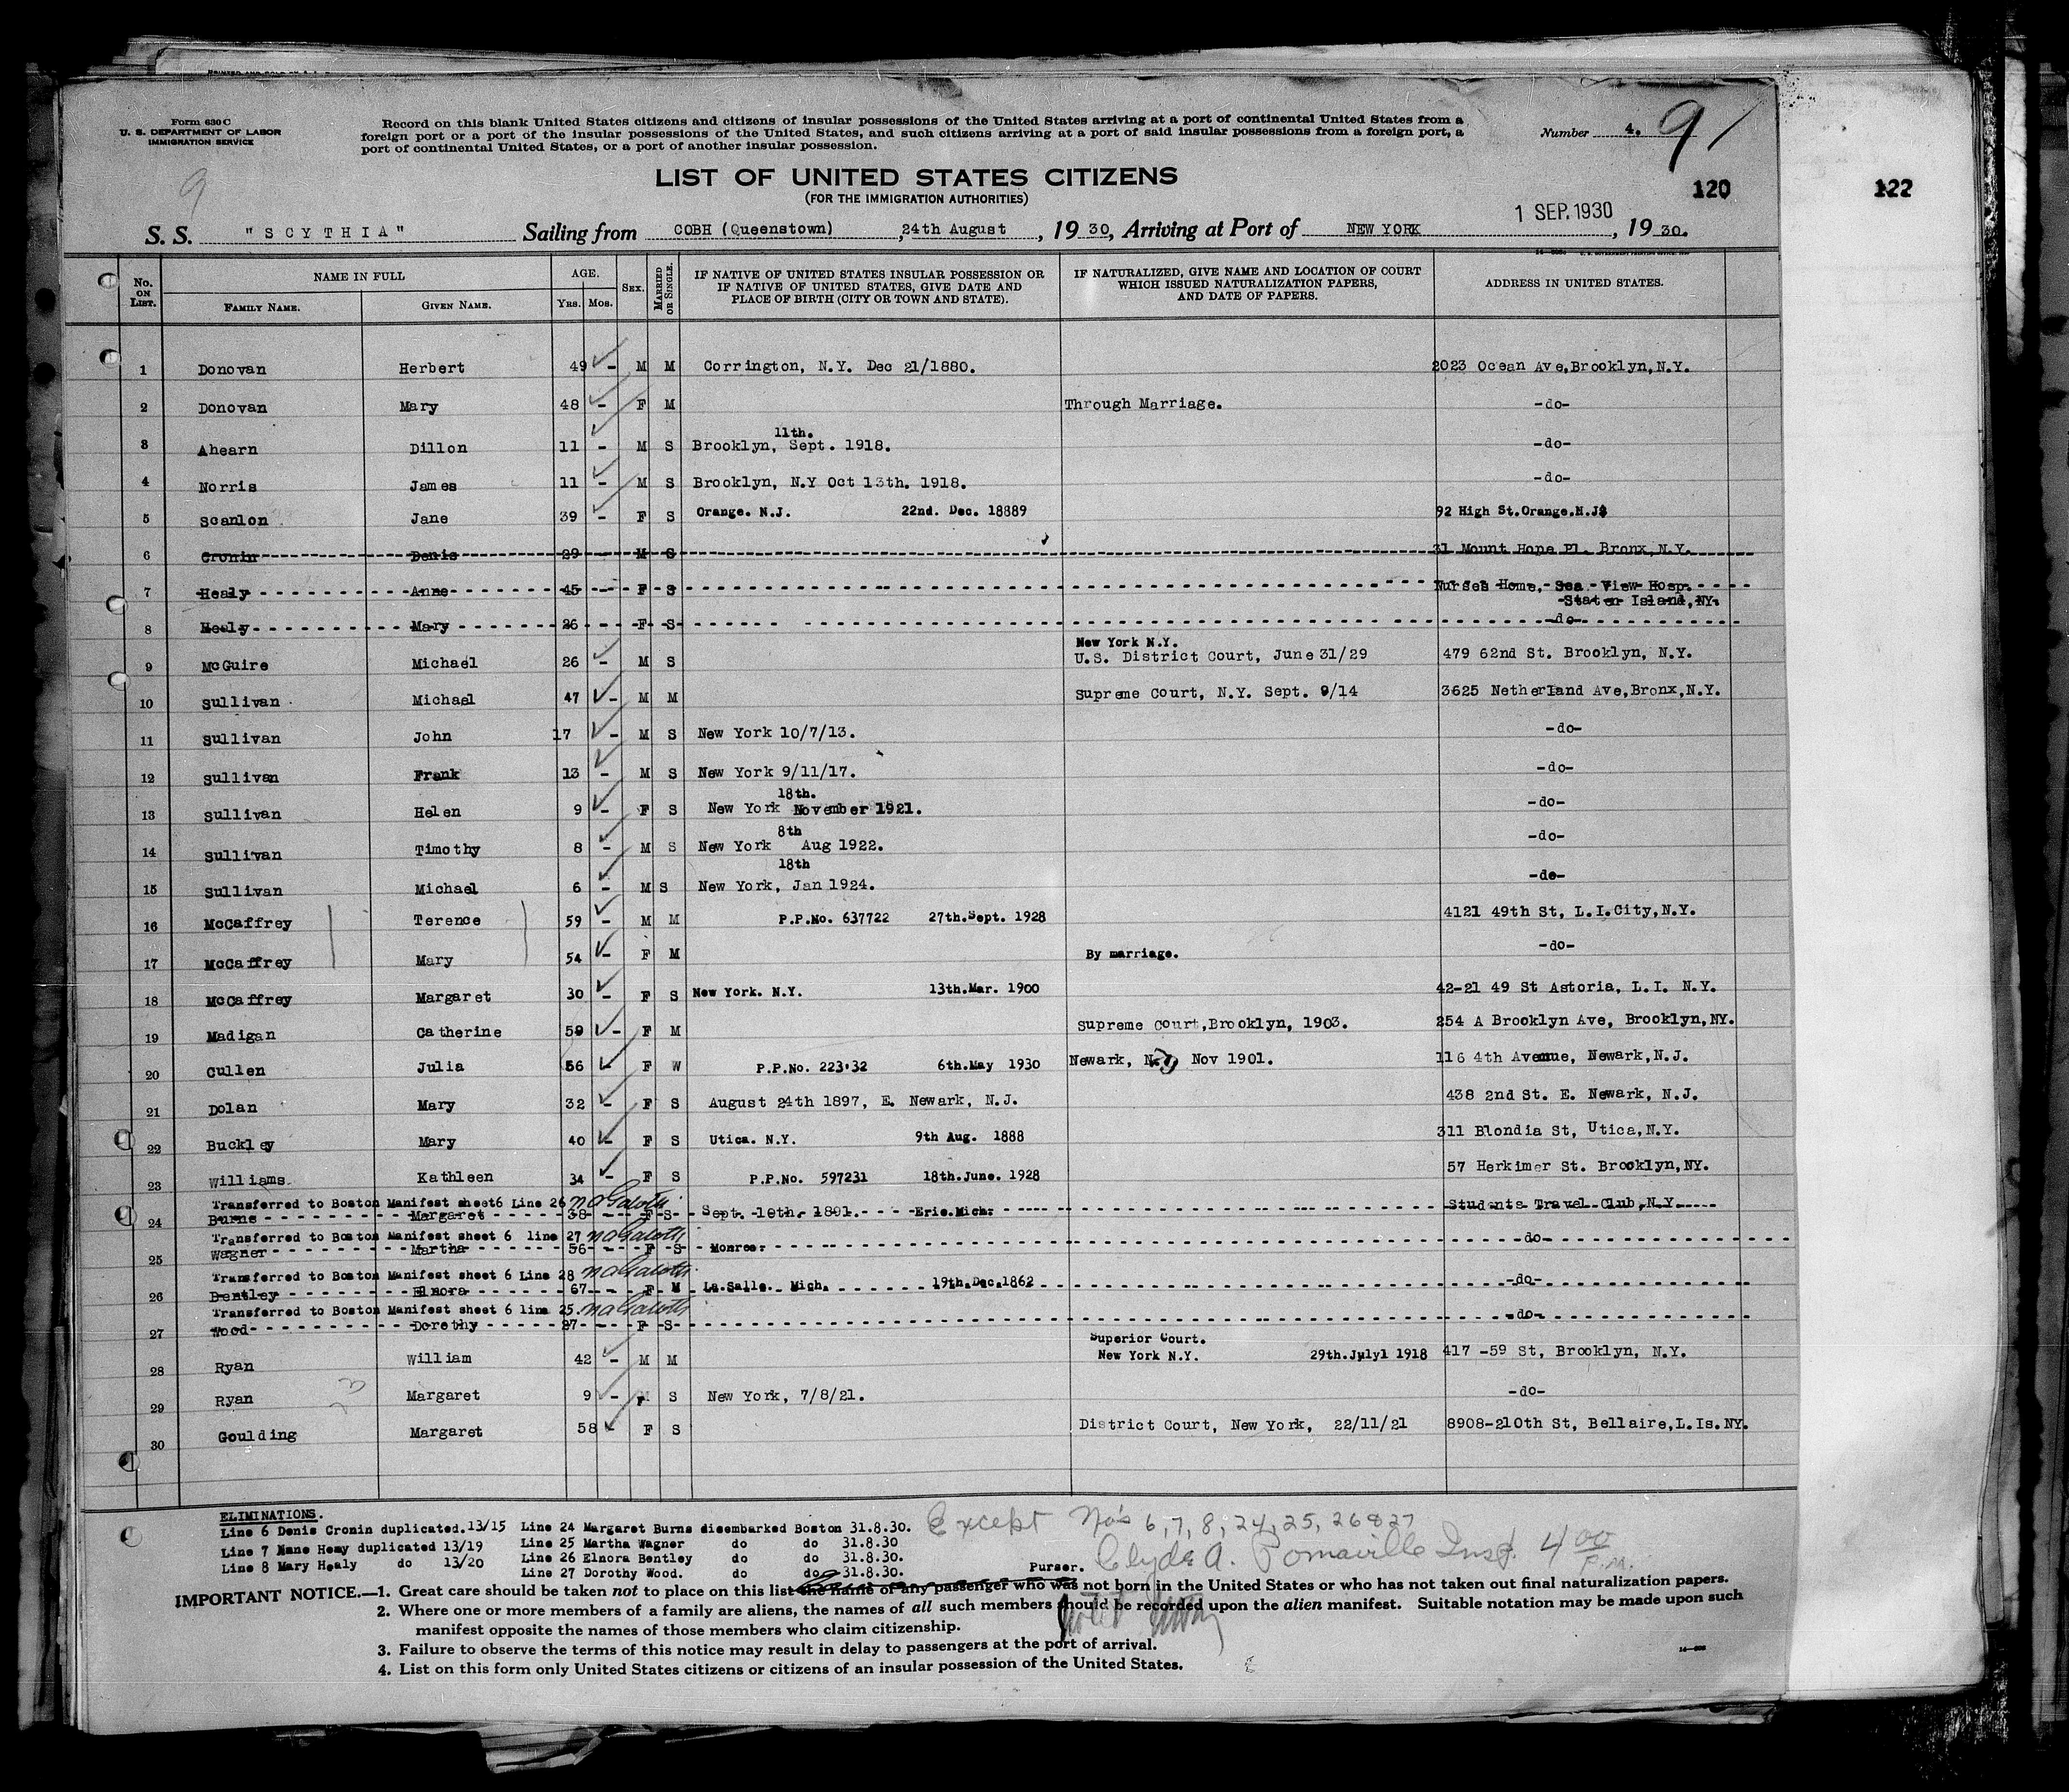 PRINTED AND SOLD BY
Form 630 C
U. S. DEPARTMENT OF LABOR
IMMIGRATION SERVICE
Record on this blank United States citizens and citizens of insular possessions of the United States arriving at a port of continental United States from a
foreign port or a port of the insular possessions of the United States, and such citizens arriving at a port of said insular possessions from a foreign port, a
port of continental United States, or a port of another insular possession.
Number 4. 9
9
LIST OF UNITED STATES CITIZENS
(FOR THE IMMIGRATION AUTHORITIES)
120
122
S. S. "SCYTHIA" Sailing from COBH (Queenstown) ,24th August , 19 30, Arriving at Port of NEW YORK 1 SEP. 1930 , 19 30.
No. ON LIST. NAME IN FULL FAMILY NAME. GIVEN NAME. AGE. YRS. MOS. SEX. MARRIED OR SINGLE. IF NATIVE OF UNITED STATES INSULAR POSSESSION OR IF NATIVE OF UNITED STATES, GIVE DATE AND PLACE OF BIRTH (CITY OR TOWN AND STATE). IF NATURALIZED, GIVE NAME AND LOCATION OF COURT WHICH ISSUED NATURALIZATION PAPERS, AND DATE OF PAPERS. ADDRESS IN UNITED STATES.
1 Donovan Herbert 49 - M M Corrington, N.Y. Dec 21/1880. 2023 Ocean Ave,Brooklyn,N.Y.
2 Donovan Mary 48 - F M Through Marriage. -do-
3 Ahearn Dillon 11 - M S Brooklyn, Sept. 11th. 1918. -do-
4 Norris James 11 - M S Brooklyn, N.Y Oct 13th. 1918. -do-
5 Scanlon Jane 39 - F S Orange. N.J. 22nd. Dec. 18889 92 High St.Orange.N.J$
6 Cronin Denis 29 - M S 31 Mount Hope Pl. Bronx,N.Y.
7 Healy Anne 45 - F S Nurses Home, Sea View Hosp.
Staten Island,NY.
8 Healy Mary 26 - F S -do-
New York N.Y.
9 McGuire Michael 26 - M S U.S. District Court, June 31/29 479 62nd St. Brooklyn, N.Y.
10 Sullivan Michael 47 - M M Supreme Court, N.Y. Sept. 9/14 3625 Netherland Ave,Bronx,N.Y.
11 Sullivan John 17 - M S New York 10/7/13. -do-
12 Sullivan Frank 13 - M S New York 9/11/17. -do-
13 Sullivan Helen 9 - F S New York 18th. November 1921. -do-
14 Sullivan Timothy 8 - M S New York 8th Aug 1922. -do-
15 Sullivan Michael 6 - M S New York, 18th Jan 1924. -do-
16 McCaffrey Terence 59 - M M P.P.No. 637722 27th.Sept. 1928 4121 49th St, L.I.City,N.Y.
17 McCaffrey Mary 54 - F M By marriage. -do-
18 McCaffrey Margaret 30 - F S New York. N.Y. 13th.Mar. 1900 42-21 49 St Astoria, L.I. N.Y.
19 Madigan Catherine 59 - F M Supreme Court,Brooklyn, 1903. 254 A Brooklyn Ave, Brooklyn,NY.
20 Cullen Julia 56 - F W P.P.No. 223132 6th.May 1930 Newark, N.J, Nov 1901. 116 4th Avenue, Newark,N.J.
21 Dolan Mary 32 - F S August 24th 1897, E. Newark, N.J. 438 2nd St. E. Newark, N.J.
22 Buckley Mary 40 - F S Utica. N.Y. 9th Aug. 1888 311 Blondia St, Utica,N.Y.
23 Williams Kathleen 34 - F S P.P.No. 597231 18th.June. 1928 57 Herkimer St. Brooklyn,NY.
Transferred to Boston Manifest sheet6 Line 26
24 Burns Margaret 38 - F S Sept. 10th. 1891. Erie.Mich. Students Travel Club,N.Y.
Transferred to Boston Manifest sheet 6 line 27
25 Wagner Martha 56 - F S Monroe. -do-
Transferred to Boston Manifest sheet 6 Line 28
26 Bentley Elnora 67 - F M La.Salle. Mich. 19th.Dec.1862 -do-
Transferred to Boston Manifest sheet 6 line 25.
27 Wood Dorothy 27 - F S -do-
Superior Court.
28 Ryan William 42 - M M New York N.Y. 29th.July1 1918 417 -59 St, Brooklyn, N.Y.
29 Ryan Margaret 9 - F S New York, 7/8/21. -do-
30 Goulding Margaret 58 F S District Court, New York, 22/11/21 8908-210th St, Bellaire,L.Is.NY.
ELIMINATIONS.
Line 6 Denis Cronin duplicated.13/15 Line 24 Margaret Burns disembarked Boston 31.8.30.
Line 7 Nane Heay duplicated 13/19 Line 25 Martha Wagner do do 31.8.30
Line 8 Mary Healy do 13/20 Line 26 Elnora Bentley do do 31.8.30.
Line 27 Dorothy Wood. do do 31.8.30.
Except No's 6,7,8,24,25,26&27
Clyde A. Pomaville Insp. 4 00 P.M.
Purser.
IMPORTANT NOTICE.—1. Great care should be taken not to place on this list the name of any passenger who was not born in the United States or who has not taken out final naturalization papers.
2. Where one or more members of a family are aliens, the names of all such members should be recorded upon the alien manifest. Suitable notation may be made upon such
manifest opposite the names of those members who claim citizenship.
3. Failure to observe the terms of this notice may result in delay to passengers at the port of arrival.
4. List on this form only United States citizens or citizens of an insular possession of the United States.